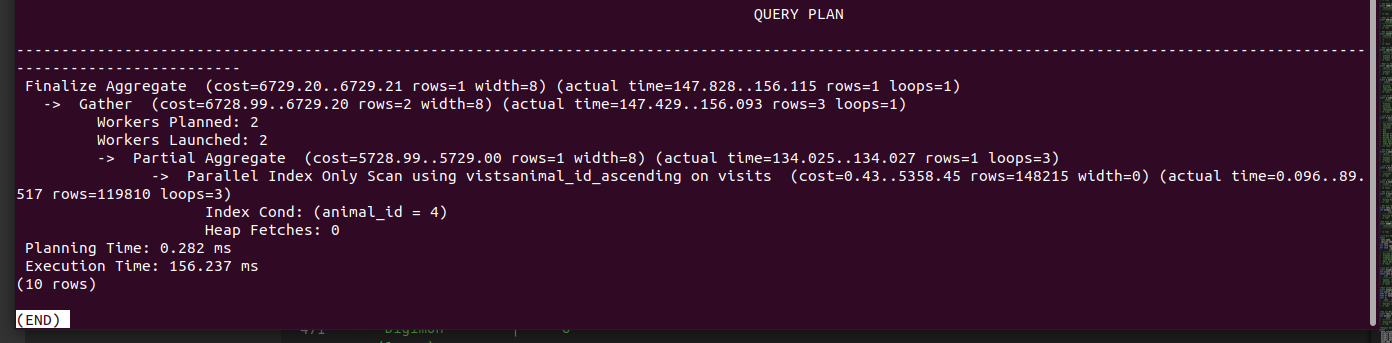 QUERY PLAN
-----------------------------------------------------------------------------------------------------------------------------------------------------
-------------------------
Finalize Aggregate  (cost=6729.20..6729.21 rows=1 width=8) (actual time=147.828..156.115 rows=1 loops=1)
->  Gather  (cost=6728.99..6729.20 rows=2 width=8) (actual time=147.429..156.093 rows=3 loops=1)
Workers Planned: 2
Workers Launched: 2
->  Partial Aggregate  (cost=5728.99..5729.00 rows=1 width=8) (actual time=134.025..134.027 rows=1 loops=3)
->  Parallel Index Only Scan using vistsanimal_id_ascending on visits  (cost=0.43..5358.45 rows=148215 width=0) (actual time=0.096..89.
517 rows=119810 loops=3)
Index Cond: (animal_id = 4)
Heap Fetches: 0
Planning Time: 0.282 ms
Execution Time: 156.237 ms
(10 rows)
(END)